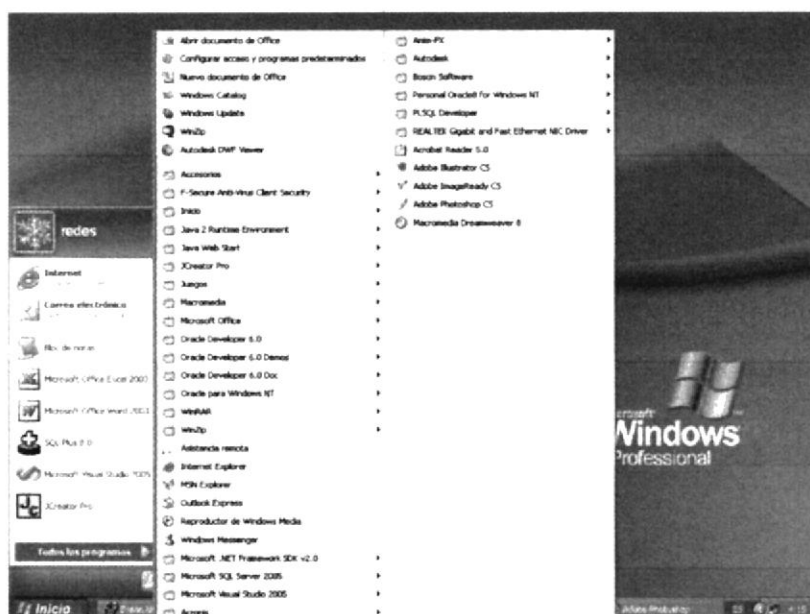 Abrir documento de Office
Configurar acceso y programas predeterminados
Nuevo documento de Office
Windows Catalog
Windows Update
WinZip
Autodesk DWF Viewer
Accesorios
F-Secure Anti-Virus Client Security
Inicio
Java 2 Runtime Environment
Java Web Start
JCreator Pro
Juegos
Macromedia
Microsoft Office
Oracle Developer 6.0
Oracle Developer 6.0 Demos
Oracle Developer 6.0 Doc
Oracle para Windows NT
WinRAR
WinZip
Asistencia remota
Internet Explorer
MSN Explorer
Outlook Express
Reproductor de Windows Media
Windows Messenger
Microsoft .NET Framework SDK v2.0
Microsoft SQL Server 2005
Microsoft Visual Studio 2005
Acronis
Autodesk
Boson Software
Personal Oracle8 for Windows NT
PLSQL Developer
REALTEK Gigabit and Fast Ethernet NIC Driver
Acrobat Reader 5.0
Adobe Illustrator CS
Adobe ImageReady CS
Adobe Photoshop CS
Macromedia Dreamweaver 8
redes
Internet
Correo electrónico
Bloc de notas
Microsoft Office Excel 2003
Microsoft Office Word 2003
SQL Plus 8.0
Microsoft Visual Studio 2005
JCreator Pro
Todos los programas
Inicio
Microsoft
Windows
Professional
Adobe Photoshop